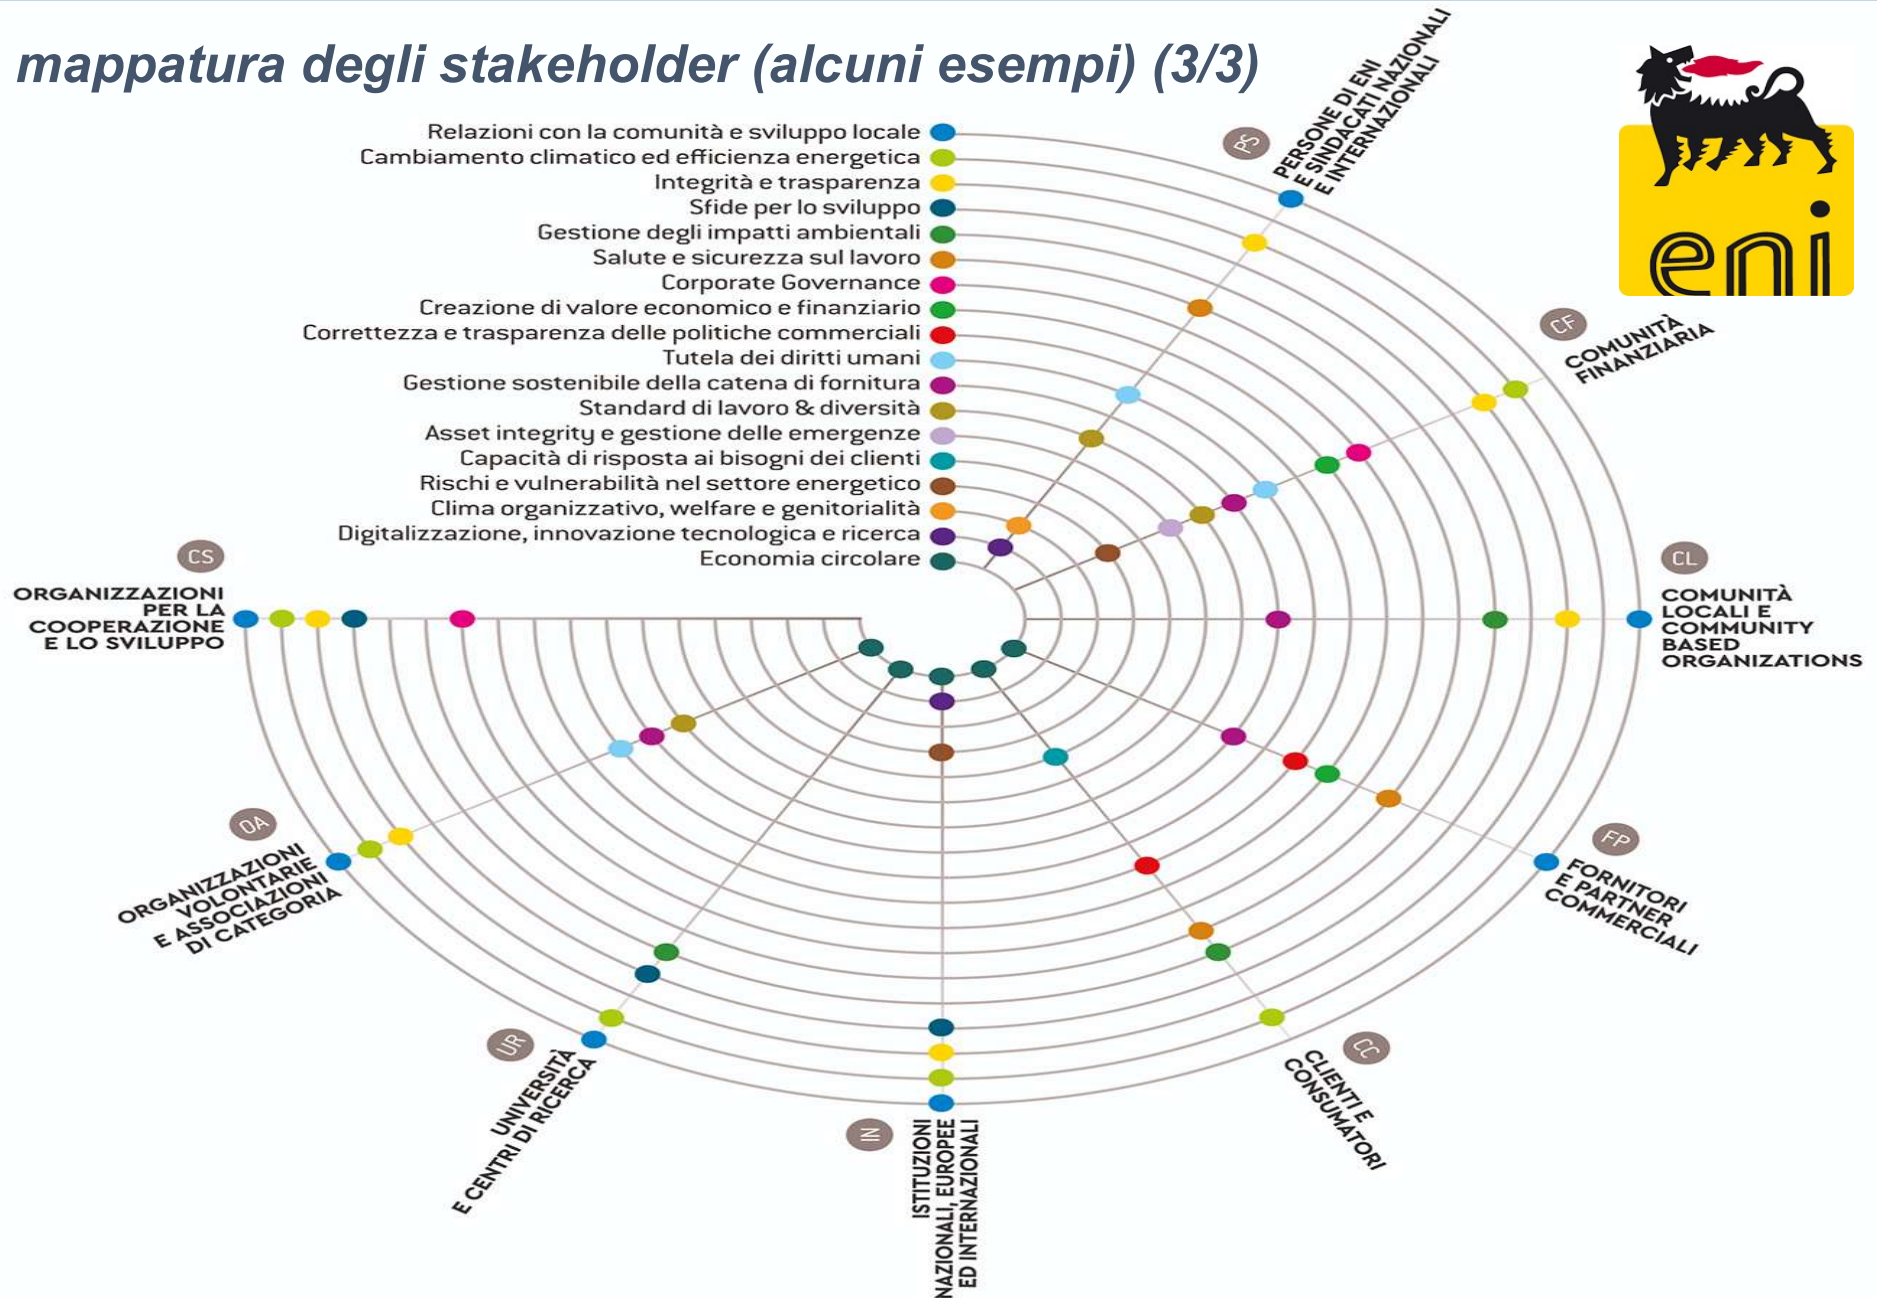 mappatura degli stakeholder (alcuni esempi) (3/3)
Relazioni con la comunità e sviluppo locale
Cambiamento climatico ed efficienza energetica
Integrità e trasparenza
Sfide per lo sviluppo
Gestione degli impatti ambientali
Salute e sicurezza sul lavoro
Corporate Governance
Creazione di valore economico e finanziario
Correttezza e trasparenza delle politiche commerciali
Tutela dei diritti umani
Gestione sostenibile della catena di fornitura
Standard di lavoro & diversità
Asset integrity e gestione delle emergenze
Capacità di risposta ai bisogni dei clienti
Rischi e vulnerabilità nel settore energetico
Clima organizzativo, welfare e genitorialità
Digitalizzazione, innovazione tecnologica e ricerca
Economia circolare
PS
PERSONE DI ENI
E SINDACATI NAZIONALI
E INTERNAZIONALI
eni
CF
COMUNITÀ
FINANZIARIA
CL
COMUNITÀ
LOCALI E
COMMUNITY
BASED
ORGANIZATIONS
FP
FORNITORI
E PARTNER
COMMERCIALI
CC
CLIENTI E
CONSUMATORI
IN
ISTITUZIONI
NAZIONALI, EUROPEE
ED INTERNAZIONALI
UR
UNIVERSITÀ
E CENTRI DI RICERCA
OA
ORGANIZZAZIONI
VOLONTARIE
E ASSOCIAZIONI
DI CATEGORIA
CS
ORGANIZZAZIONI
PER LA
COOPERAZIONE
E LO SVILUPPO